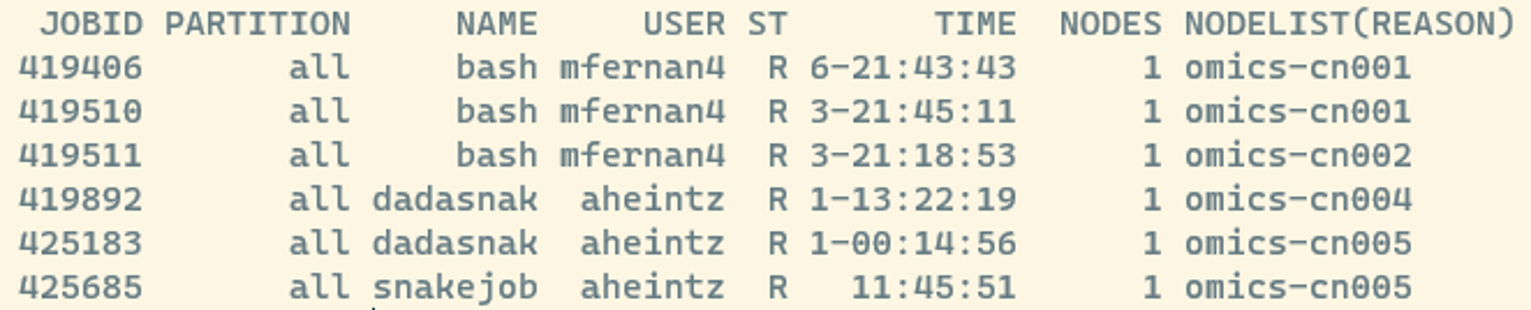 JOBID PARTITION NAME USER ST TIME NODES NODELIST(REASON)
419406 all bash mfernan4 R 6-21:43:43 1 omics-cn001
419510 all bash mfernan4 R 3-21:45:11 1 omics-cn001
419511 all bash mfernan4 R 3-21:18:53 1 omics-cn002
419892 all dadasnak aheintz R 1-13:22:19 1 omics-cn004
425183 all dadasnak aheintz R 1-00:14:56 1 omics-cn005
425685 all snakejob aheintz R 11:45:51 1 omics-cn005